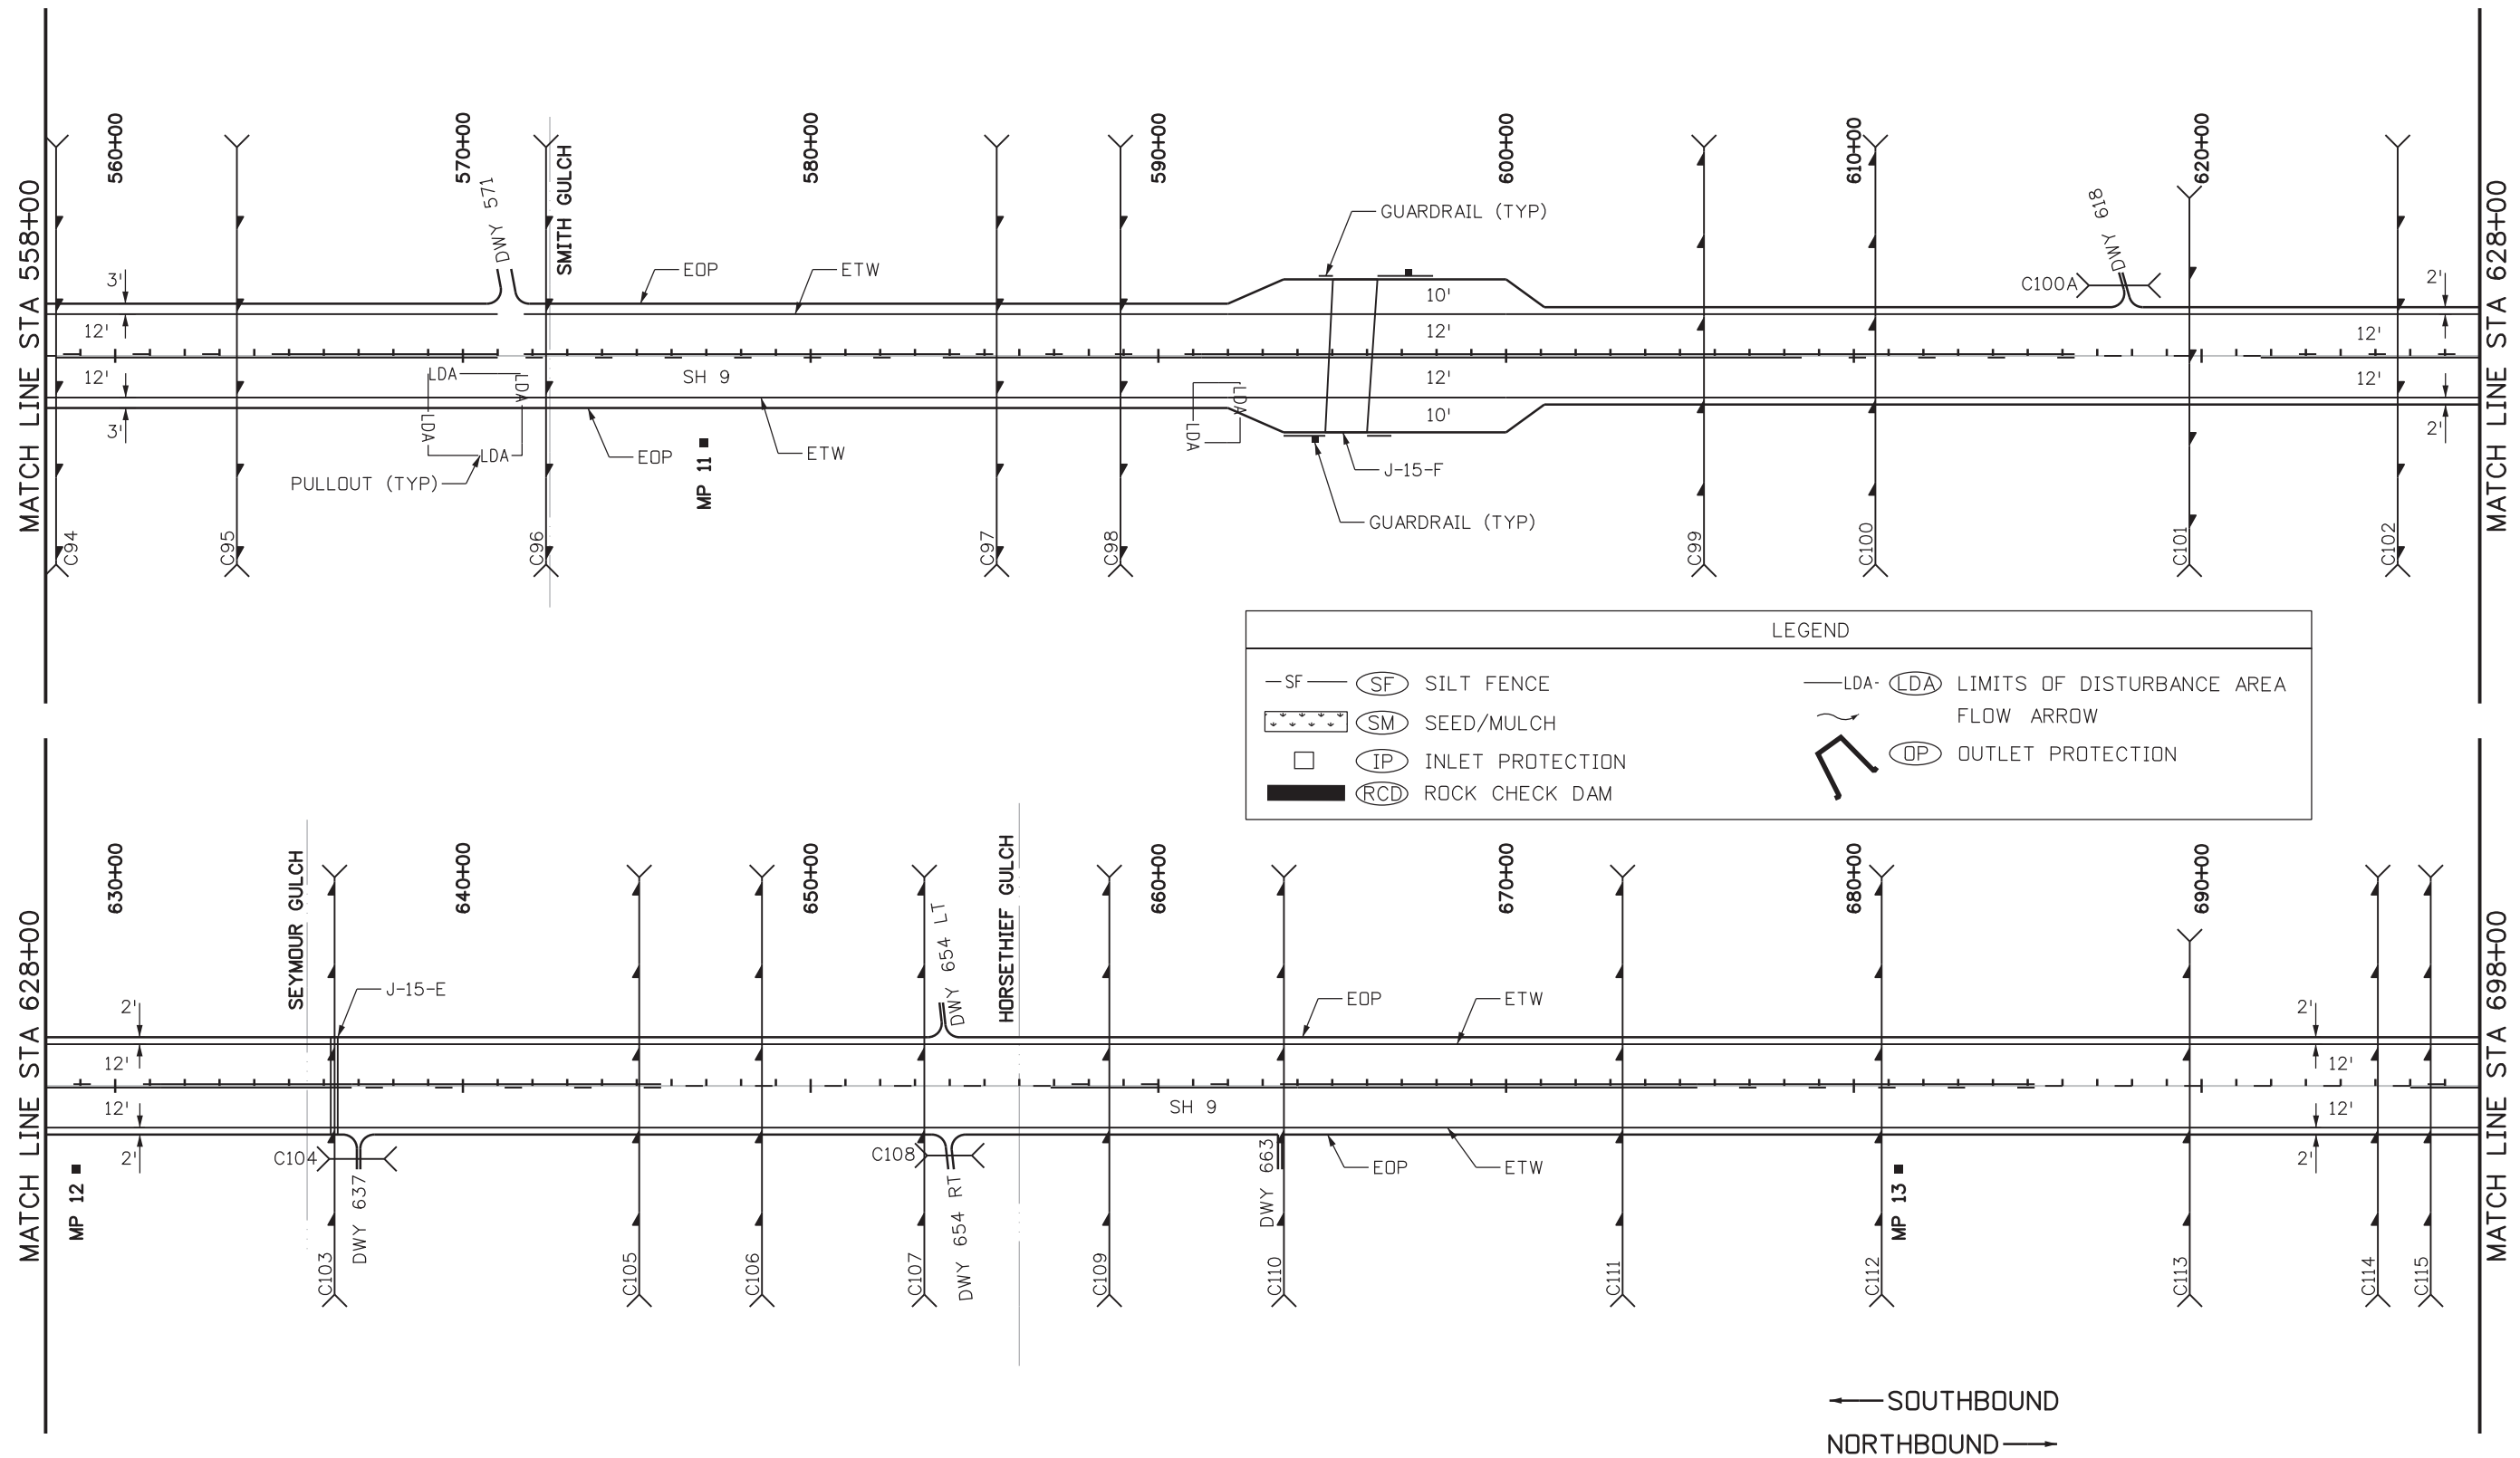 MATCH LINE STA 558+00
560+00
570+00
580+00
590+00
600+00
610+00
620+00
MATCH LINE STA 628+00
DWY 571
SMITH GULCH
GUARDRAIL (TYP)
DWY 618
C100A
3'
EOP
ETW
10'
2'
12'
12'
12'
12'
LDA
LDA
SH 9
12'
12'
3'
LDA
LDA
PULLOUT (TYP)
EOP
MP 11
ETW
LDA
LDA
10'
J-15-F
GUARDRAIL (TYP)
2'
C94
C95
C96
C97
C98
C99
C100
C101
C102
LEGEND
SF SF SILT FENCE
SM SEED/MULCH
IP INLET PROTECTION
RCD ROCK CHECK DAM
LDA LDA LIMITS OF DISTURBANCE AREA
FLOW ARROW
OP OUTLET PROTECTION
MATCH LINE STA 628+00
630+00
640+00
650+00
660+00
670+00
680+00
690+00
MATCH LINE STA 698+00
SEYMOUR GULCH
J-15-E
DWY 654 LT
HORSETHIEF GULCH
2'
EOP
ETW
2'
12'
12'
12'
SH 9
12'
2'
C104
C108
DWY 663
EOP
ETW
2'
MP 12
DWY 637
DWY 654 RT
MP 13
C103
C105
C106
C107
C109
C110
C111
C112
C113
C114
C115
SOUTHBOUND
NORTHBOUND